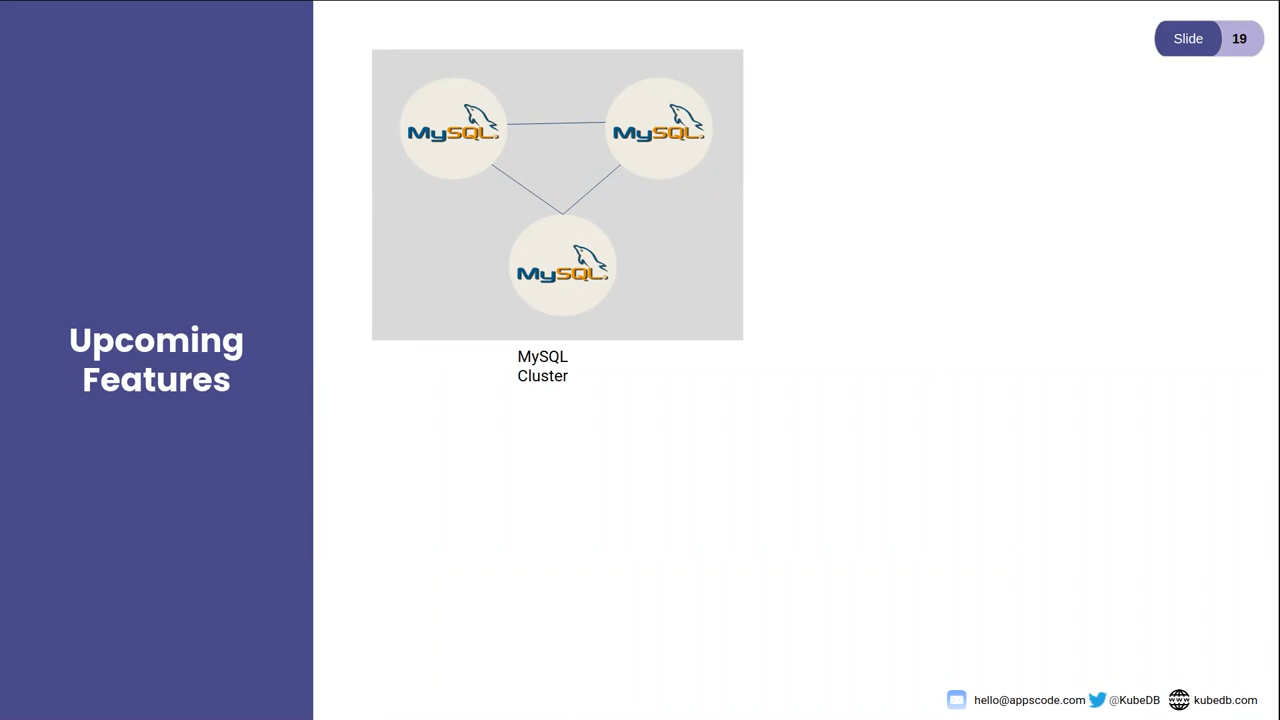 Slide 19
MySQL
MySQL
MySQL
MySQL
Cluster
Upcoming
Features
hello@appscode.com @KubeDB kubedb.com